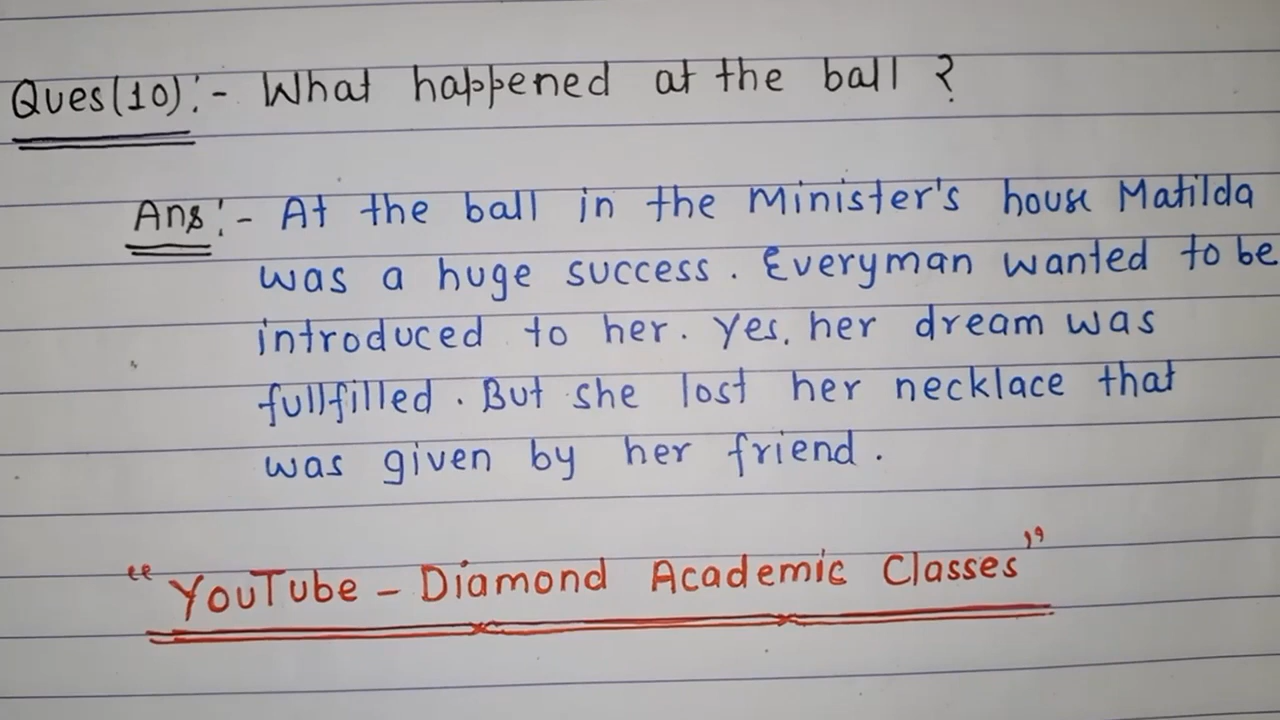 Ques(10):- What happened at the ball ?
Ans:- At the ball in the Minister's house Matilda
was a huge success. Everyman wanted to be
introduced to her. Yes, her dream was
fullfilled. But she lost her necklace that
was given by her friend.
"YouTube - Diamond Academic Classes"